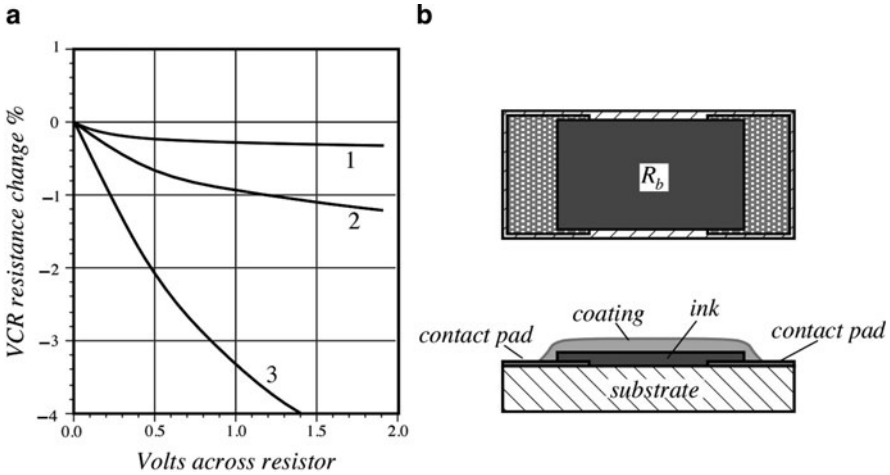 a
b
VCR resistance change %
1
0
−1
−2
−3
−4
0.0 0.5 1.0 1.5 2.0
Volts across resistor
1
2
3
R_b
contact pad
coating
ink
contact pad
substrate